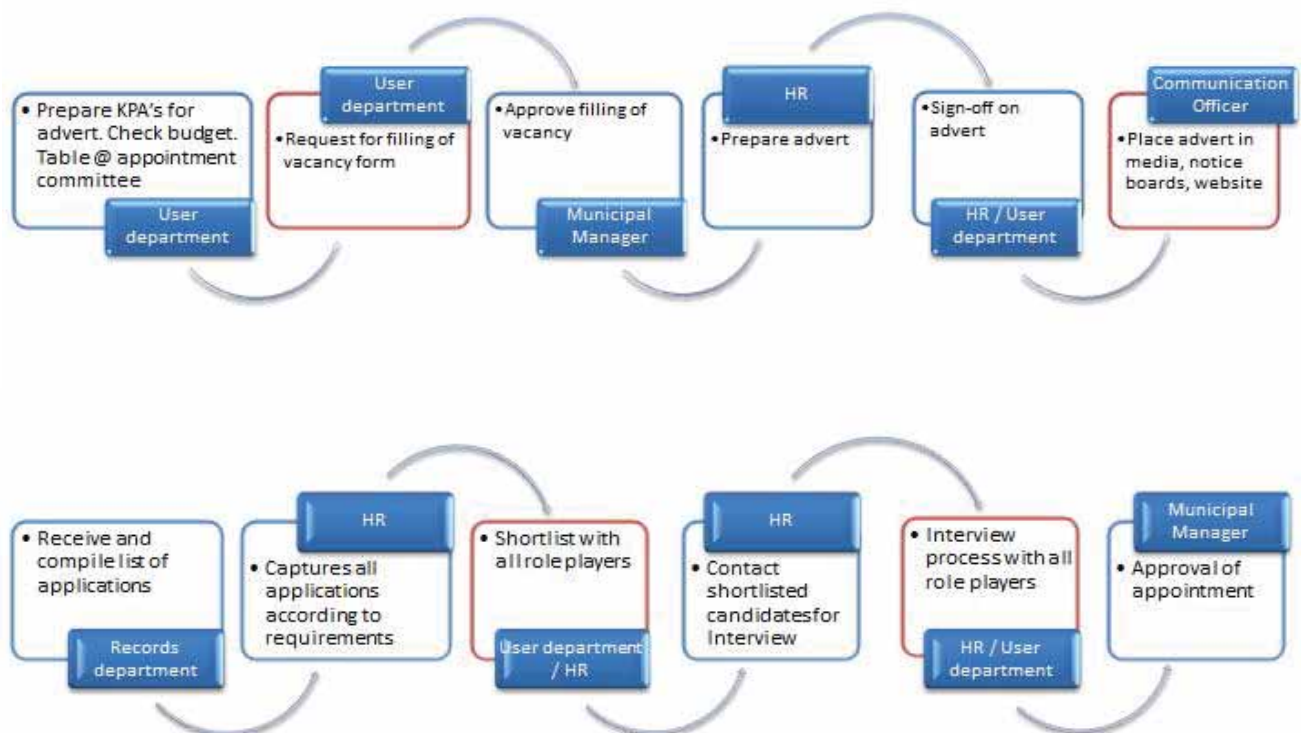 • Prepare KPA's for
advert. Check budget.
Table @ appointment
committee
User
department
User
department
•Request for filling of
vacancy form
•Approve filling of
vacancy
Municipal
Manager
HR
•Prepare advert
•Sign-off on
advert
HR / User
department
Communication
Officer
•Place advert in
media, notice
boards, website
• Receive and
compile list of
applications
Records
department
HR
• Captures all
applications
according to
requirements
• Shortlist with
all role players
User department
/ HR
HR
• Contact
shortlisted
candidatesfor
Interview
• Interview
process with all
role players
HR / User
department
Municipal
Manager
• Approval of
appointment